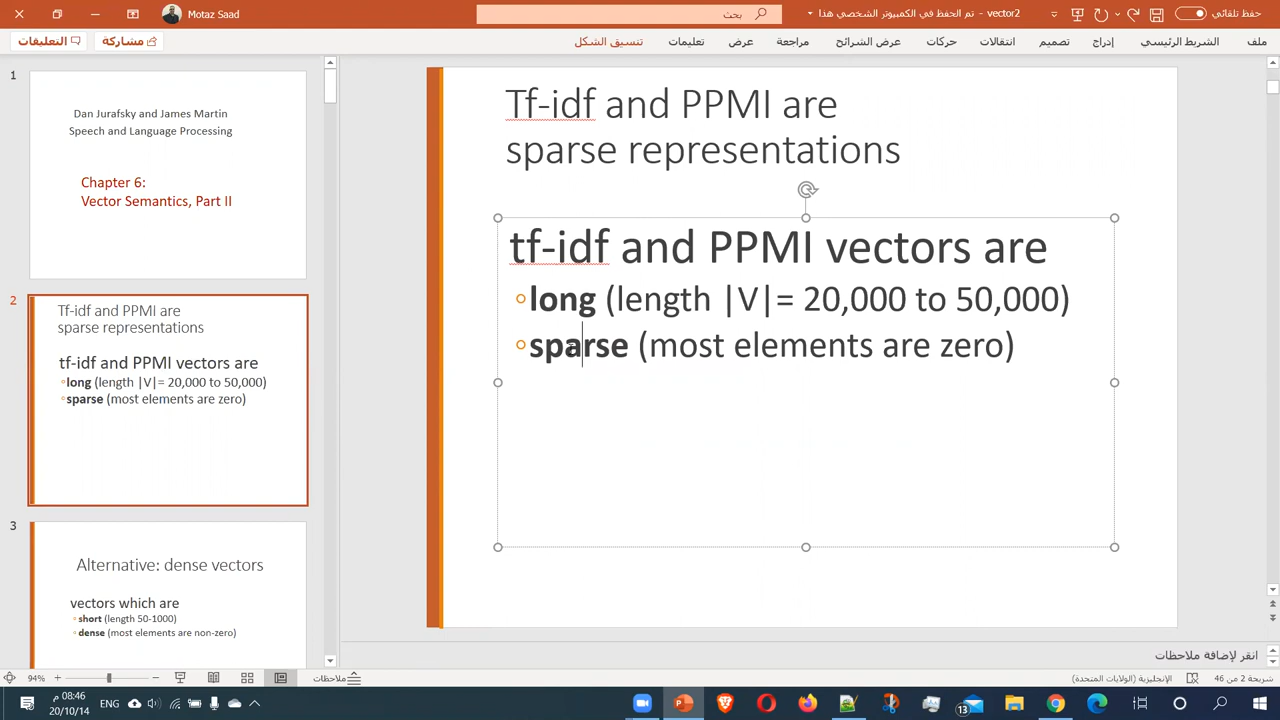 Motaz Saad
بحث
vector2 - تم الحفظ في الكمبيوتر الشخصي هذا
حفظ تلقائي
ملف
الشريط الرئيسي
إدراج
تصميم
انتقالات
حركات
عرض الشرائح
مراجعة
عرض
تعليمات
تنسيق الشكل
مشاركة
التعليقات
1
Dan Jurafsky and James Martin
Speech and Language Processing
Chapter 6:
Vector Semantics, Part II
2
Tf-idf and PPMI are
sparse representations
tf-idf and PPMI vectors are
long (length |V|= 20,000 to 50,000)
sparse (most elements are zero)
3
Alternative: dense vectors
vectors which are
short (length 50-1000)
dense (most elements are non-zero)
Tf-idf and PPMI are
sparse representations
tf-idf and PPMI vectors are
long (length |V|= 20,000 to 50,000)
sparse (most elements are zero)
انقر لإضافة ملاحظات
شريحة 2 من 46
الإنجليزية (الولايات المتحدة)
ملاحظات
94%
08:46 م
20/10/14
ENG
13